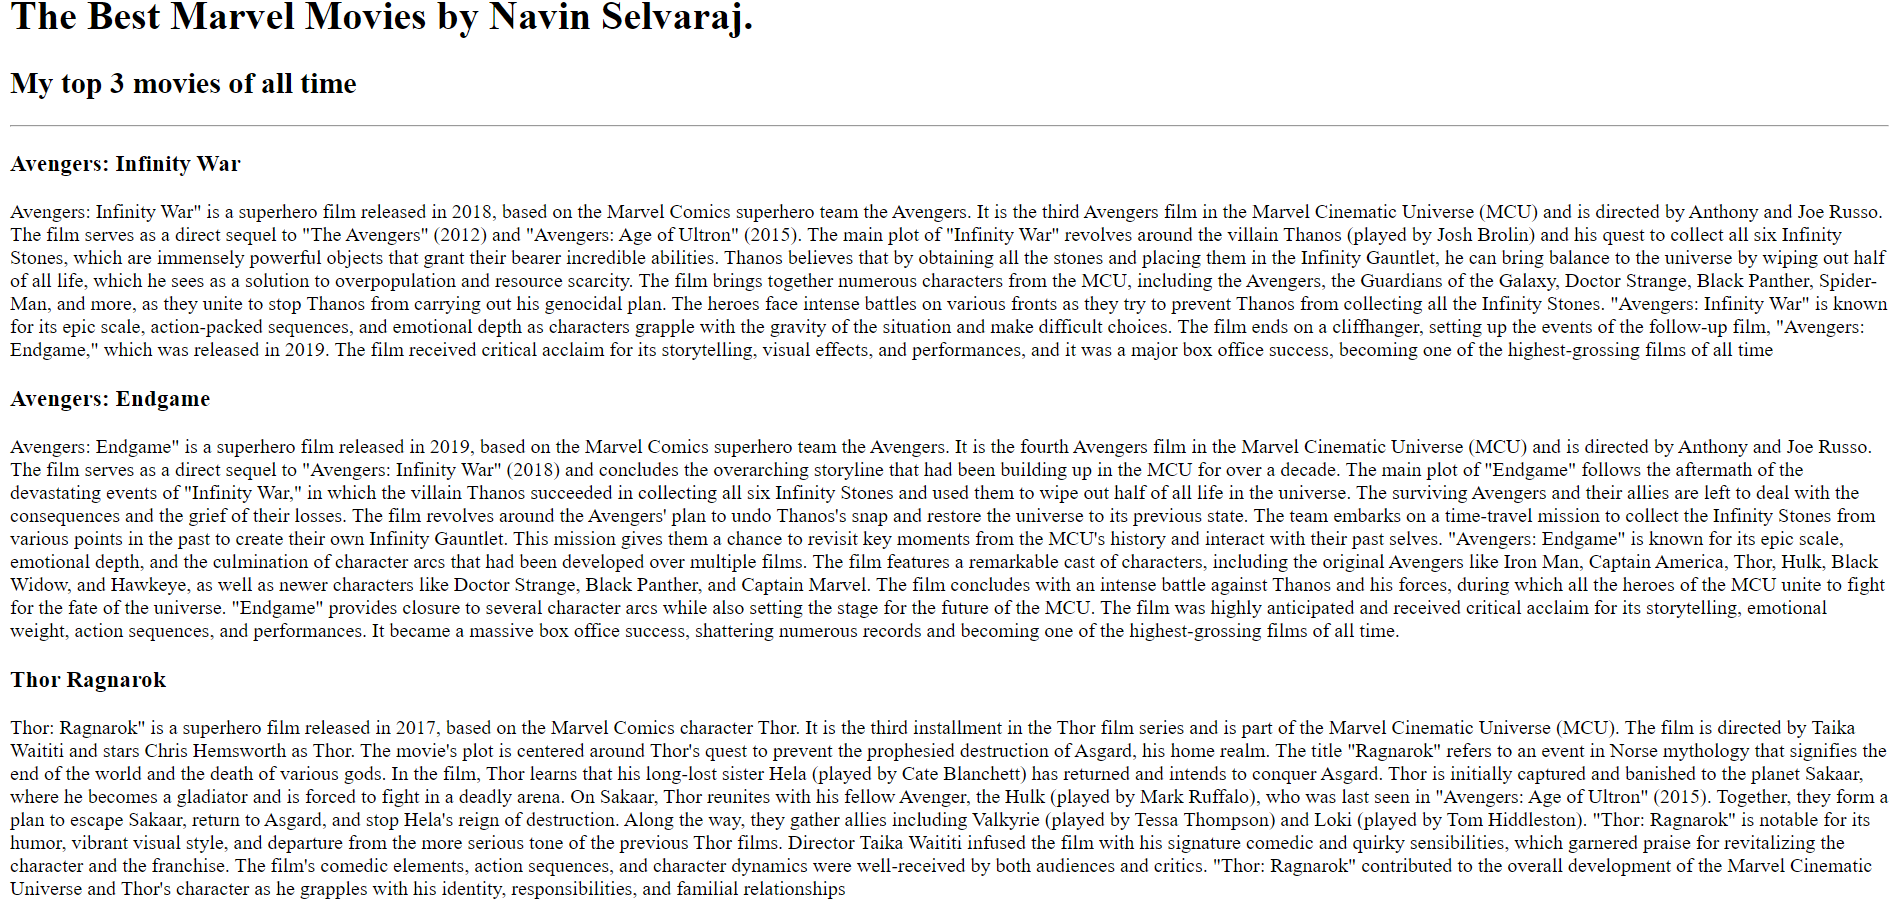 The Best Marvel Movies by Navin Selvaraj.
My top 3 movies of all time
Avengers: Infinity War
Avengers: Infinity War" is a superhero film released in 2018, based on the Marvel Comics superhero team the Avengers. It is the third Avengers film in the Marvel Cinematic Universe (MCU) and is directed by Anthony and Joe Russo.
The film serves as a direct sequel to "The Avengers" (2012) and "Avengers: Age of Ultron" (2015). The main plot of "Infinity War" revolves around the villain Thanos (played by Josh Brolin) and his quest to collect all six Infinity
Stones, which are immensely powerful objects that grant their bearer incredible abilities. Thanos believes that by obtaining all the stones and placing them in the Infinity Gauntlet, he can bring balance to the universe by wiping out half
of all life, which he sees as a solution to overpopulation and resource scarcity. The film brings together numerous characters from the MCU, including the Avengers, the Guardians of the Galaxy, Doctor Strange, Black Panther, Spider-
Man, and more, as they unite to stop Thanos from carrying out his genocidal plan. The heroes face intense battles on various fronts as they try to prevent Thanos from collecting all the Infinity Stones. "Avengers: Infinity War" is known
for its epic scale, action-packed sequences, and emotional depth as characters grapple with the gravity of the situation and make difficult choices. The film ends on a cliffhanger, setting up the events of the follow-up film, "Avengers:
Endgame," which was released in 2019. The film received critical acclaim for its storytelling, visual effects, and performances, and it was a major box office success, becoming one of the highest-grossing films of all time
Avengers: Endgame
Avengers: Endgame" is a superhero film released in 2019, based on the Marvel Comics superhero team the Avengers. It is the fourth Avengers film in the Marvel Cinematic Universe (MCU) and is directed by Anthony and Joe Russo.
The film serves as a direct sequel to "Avengers: Infinity War" (2018) and concludes the overarching storyline that had been building up in the MCU for over a decade. The main plot of "Endgame" follows the aftermath of the
devastating events of "Infinity War," in which the villain Thanos succeeded in collecting all six Infinity Stones and used them to wipe out half of all life in the universe. The surviving Avengers and their allies are left to deal with the
consequences and the grief of their losses. The film revolves around the Avengers' plan to undo Thanos's snap and restore the universe to its previous state. The team embarks on a time-travel mission to collect the Infinity Stones from
various points in the past to create their own Infinity Gauntlet. This mission gives them a chance to revisit key moments from the MCU's history and interact with their past selves. "Avengers: Endgame" is known for its epic scale,
emotional depth, and the culmination of character arcs that had been developed over multiple films. The film features a remarkable cast of characters, including the original Avengers like Iron Man, Captain America, Thor, Hulk, Black
Widow, and Hawkeye, as well as newer characters like Doctor Strange, Black Panther, and Captain Marvel. The film concludes with an intense battle against Thanos and his forces, during which all the heroes of the MCU unite to fight
for the fate of the universe. "Endgame" provides closure to several character arcs while also setting the stage for the future of the MCU. The film was highly anticipated and received critical acclaim for its storytelling, emotional
weight, action sequences, and performances. It became a massive box office success, shattering numerous records and becoming one of the highest-grossing films of all time.
Thor Ragnarok
Thor: Ragnarok" is a superhero film released in 2017, based on the Marvel Comics character Thor. It is the third installment in the Thor film series and is part of the Marvel Cinematic Universe (MCU). The film is directed by Taika
Waititi and stars Chris Hemsworth as Thor. The movie's plot is centered around Thor's quest to prevent the prophesied destruction of Asgard, his home realm. The title "Ragnarok" refers to an event in Norse mythology that signifies the
end of the world and the death of various gods. In the film, Thor learns that his long-lost sister Hela (played by Cate Blanchett) has returned and intends to conquer Asgard. Thor is initially captured and banished to the planet Sakaar,
where he becomes a gladiator and is forced to fight in a deadly arena. On Sakaar, Thor reunites with his fellow Avenger, the Hulk (played by Mark Ruffalo), who was last seen in "Avengers: Age of Ultron" (2015). Together, they form a
plan to escape Sakaar, return to Asgard, and stop Hela's reign of destruction. Along the way, they gather allies including Valkyrie (played by Tessa Thompson) and Loki (played by Tom Hiddleston). "Thor: Ragnarok" is notable for its
humor, vibrant visual style, and departure from the more serious tone of the previous Thor films. Director Taika Waititi infused the film with his signature comedic and quirky sensibilities, which garnered praise for revitalizing the
character and the franchise. The film's comedic elements, action sequences, and character dynamics were well-received by both audiences and critics. "Thor: Ragnarok" contributed to the overall development of the Marvel Cinematic
Universe and Thor's character as he grapples with his identity, responsibilities, and familial relationships